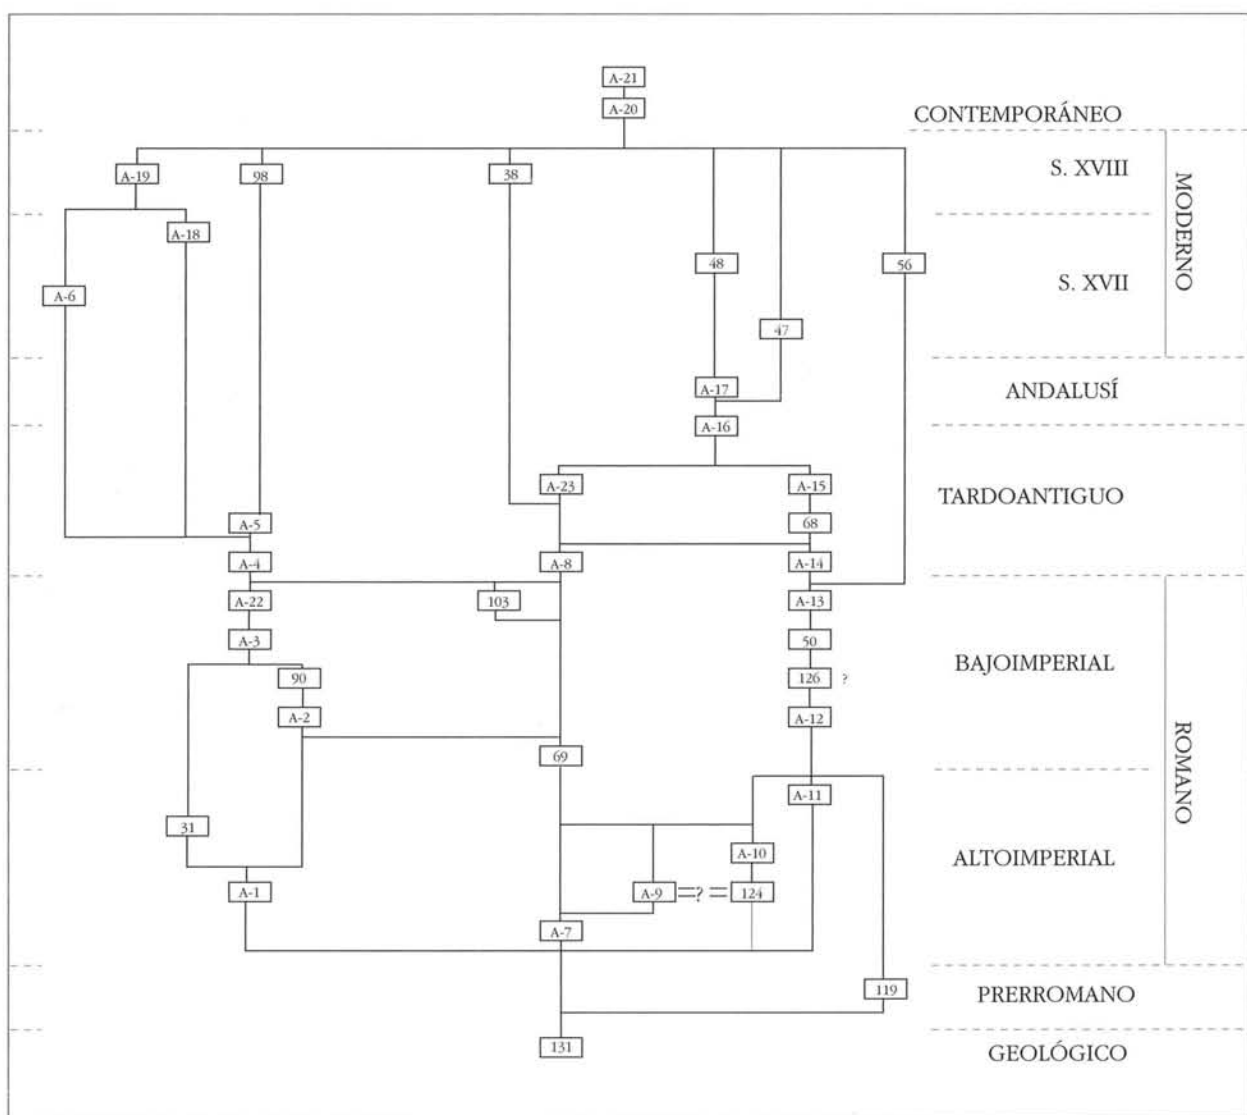 A-21
A-20
CONTEMPORÁNEO
A-19
98
38
S. XVIII
MODERNO
A-18
48
56
A-6
S. XVII
47
A-17
ANDALUSÍ
A-16
A-23
A-15
TARDOANTIGUO
A-5
68
A-4
A-8
A-14
A-22
103
A-13
A-3
50
BAJOIMPERIAL
90
126 ?
A-2
A-12
ROMANO
69
A-11
31
A-10
ALTOIMPERIAL
A-1
A-9 =?= 124
A-7
119
PRERROMANO
131
GEOLÓGICO